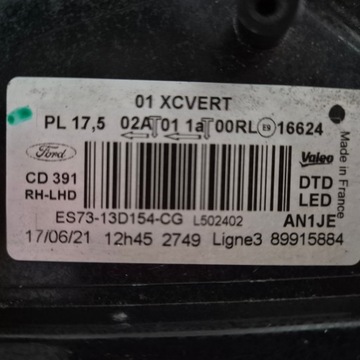 01 XCVERT
PL 17,5 02A 01 1a 00RL E9 16624
Ford
Valeo
CD 391
RH-LHD
DTD
LED
ES73-13D154-CG L502402
AN1JE
17/06/21 12h45 2749 Ligne3 89915884
Made in France